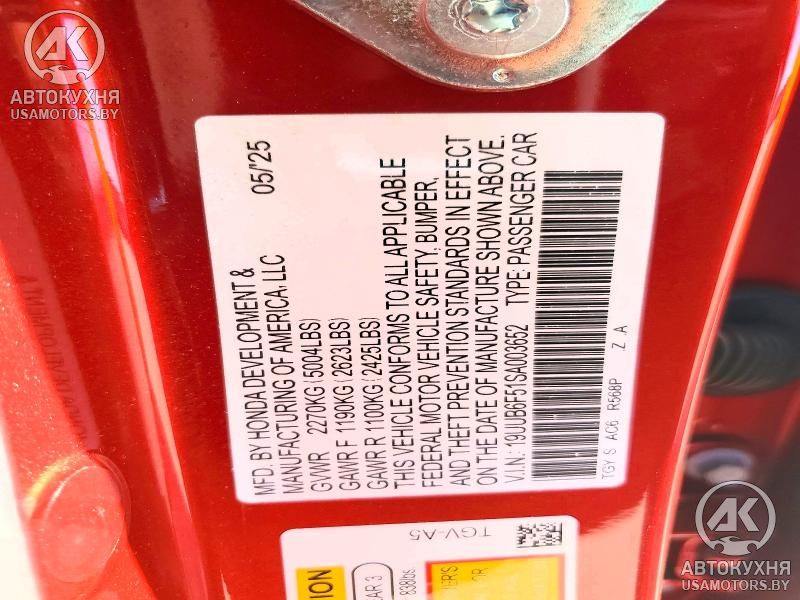 АВТОКУХНЯ
USAMOTORS.BY
MFD. BY HONDA DEVELOPMENT & 05/'25
MANUFACTURING OF AMERICA, LLC
GVWR 2270KG (6004LBS)
GAWR F 1190KG (2623LBS)
GAWR R 1100KG (2425LBS)
THIS VEHICLE CONFORMS TO ALL APPLICABLE
FEDERAL MOTOR VEHICLE SAFETY, BUMPER,
AND THEFT PREVENTION STANDARDS IN EFFECT
ON THE DATE OF MANUFACTURE SHOWN ABOVE.
V.I.N.: 19UUB6F51SA003652 TYPE: PASSENGER CAR
TGY S AC6 R568P Z .A
TGV-A5
АВТОКУХНЯ
USAMOTORS.BY